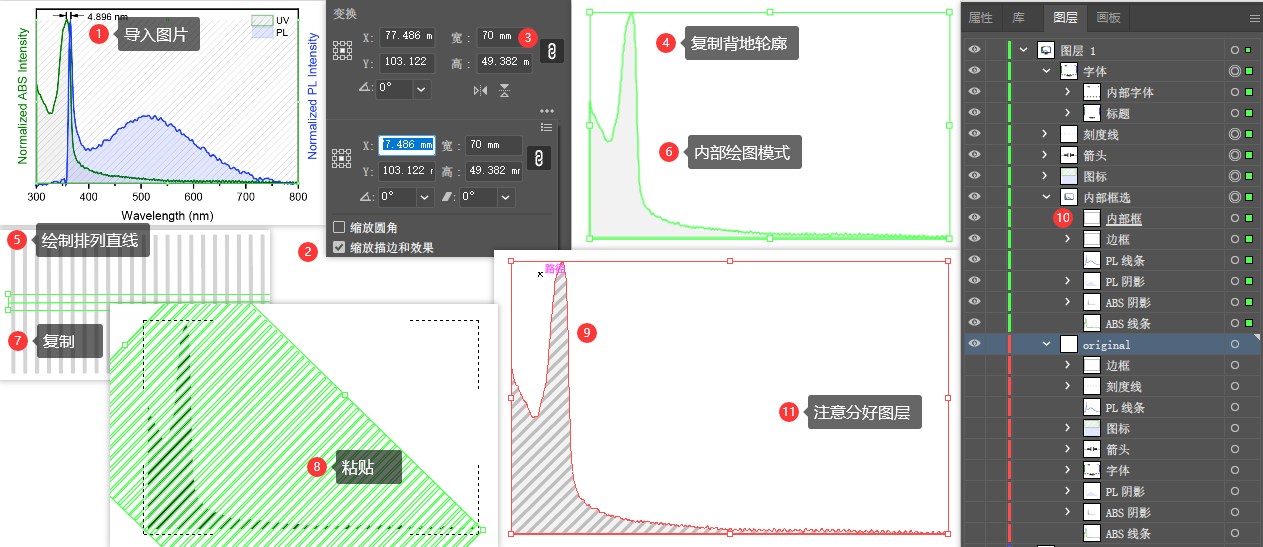 4.896 nm
UV
PL
1 导入图片
Normalized ABS Intensity
Normalized PL Intensity
300 400 500 600 700 800
Wavelength (nm)
变换
X: 77.486 m 宽: 70 mm 3
Y: 103.122 高: 49.382 m
0°
X: 7.486 mm 宽: 70 mm
Y: 103.122 m 高: 49.382 mm
0° 0°
缩放圆角
缩放描边和效果
2
4 复制背地轮廓
6 内部绘图模式
5 绘制排列直线
7 复制
8 粘贴
路径
9
11 注意分好图层
属性 库 图层 画板
图层 1
字体
内部字体
标题
刻度线
箭头
图标
内部框选
10 内部框
边框
PL 线条
PL 阴影
ABS 阴影
ABS 线条
original
边框
刻度线
PL 线条
图标
箭头
字体
PL 阴影
ABS 阴影
ABS 线条